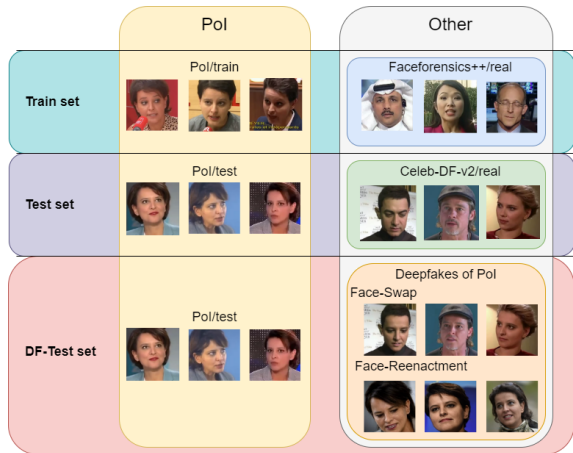 PoI
Other
PoI/train
Faceforensics++/real
Train set
PoI/test
Celeb-DF-v2/real
Test set
Deepfakes of PoI
Face-Swap
PoI/test
DF-Test set
Face-Reenactment